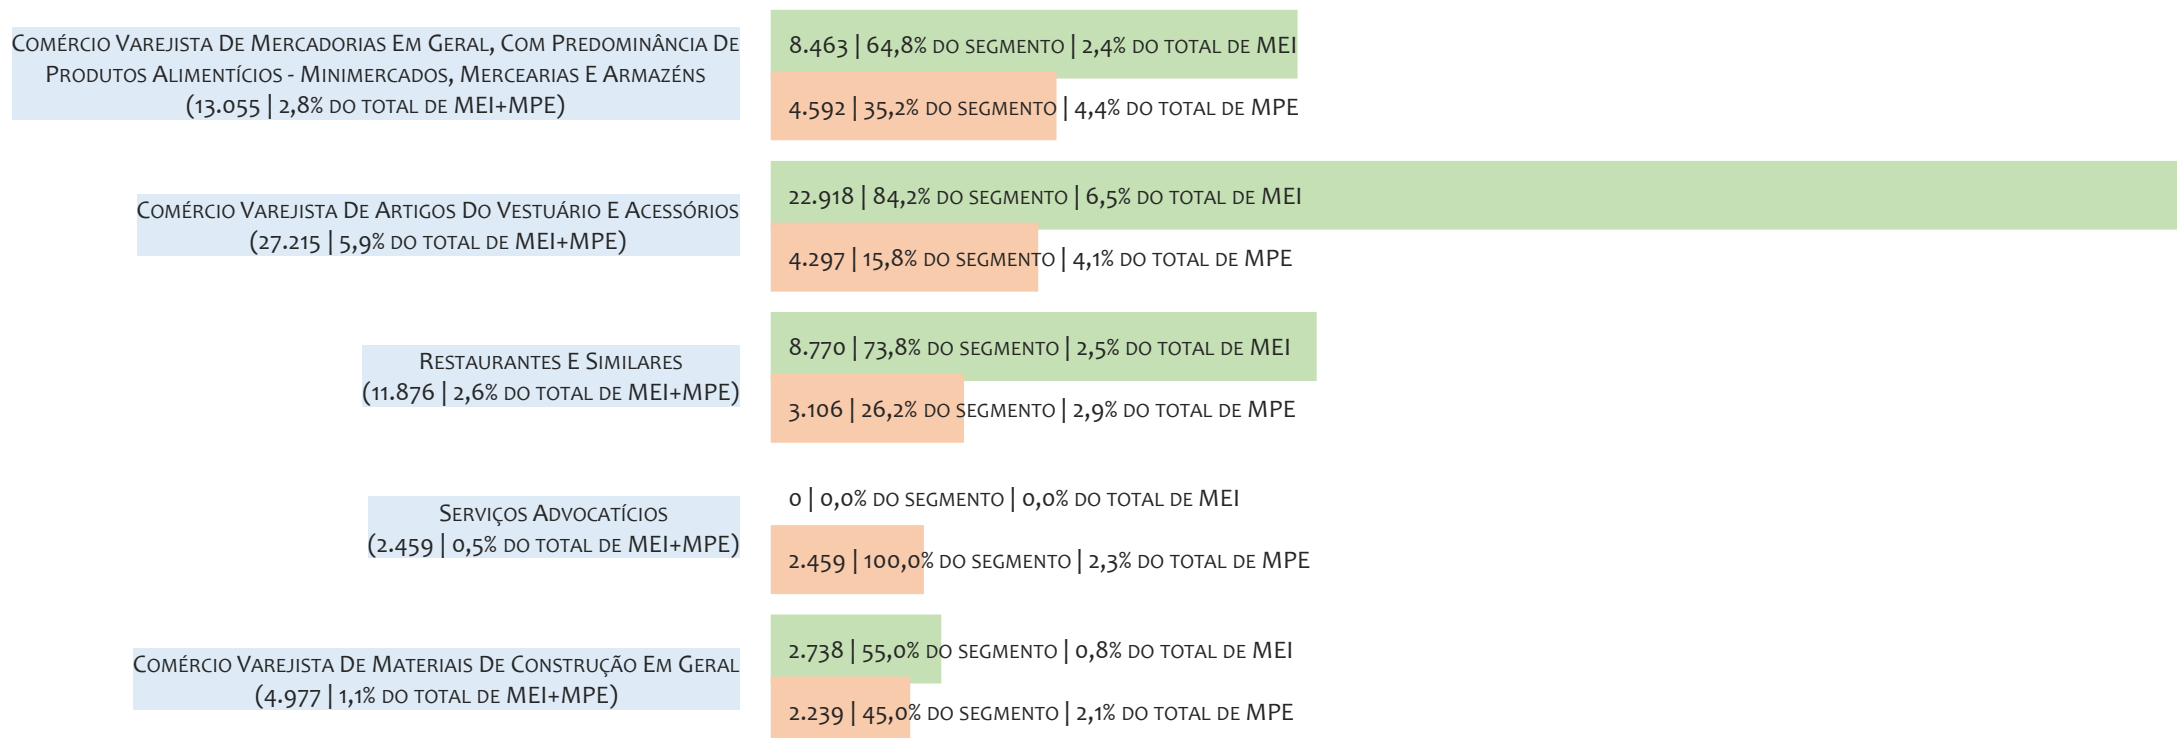 Comércio Varejista De Mercadorias Em Geral, Com Predominância De
Produtos Alimentícios - Minimercados, Mercearias E Armazéns
(13.055 | 2,8% do total de MEI+MPE)
8.463 | 64,8% do segmento | 2,4% do total de MEI
4.592 | 35,2% do segmento | 4,4% do total de MPE
Comércio Varejista De Artigos Do Vestuário E Acessórios
(27.215 | 5,9% do total de MEI+MPE)
22.918 | 84,2% do segmento | 6,5% do total de MEI
4.297 | 15,8% do segmento | 4,1% do total de MPE
Restaurantes E Similares
(11.876 | 2,6% do total de MEI+MPE)
8.770 | 73,8% do segmento | 2,5% do total de MEI
3.106 | 26,2% do segmento | 2,9% do total de MPE
Serviços Advocatícios
(2.459 | 0,5% do total de MEI+MPE)
0 | 0,0% do segmento | 0,0% do total de MEI
2.459 | 100,0% do segmento | 2,3% do total de MPE
Comércio Varejista De Materiais De Construção Em Geral
(4.977 | 1,1% do total de MEI+MPE)
2.738 | 55,0% do segmento | 0,8% do total de MEI
2.239 | 45,0% do segmento | 2,1% do total de MPE